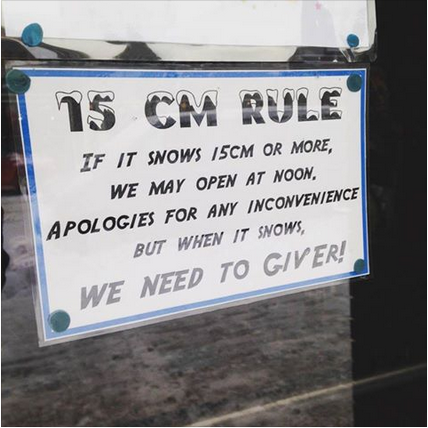 15 CM RULE
IF IT SNOWS 15CM OR MORE,
WE MAY OPEN AT NOON.
APOLOGIES FOR ANY INCONVENIENCE
BUT WHEN IT SNOWS,
WE NEED TO GIV'ER!